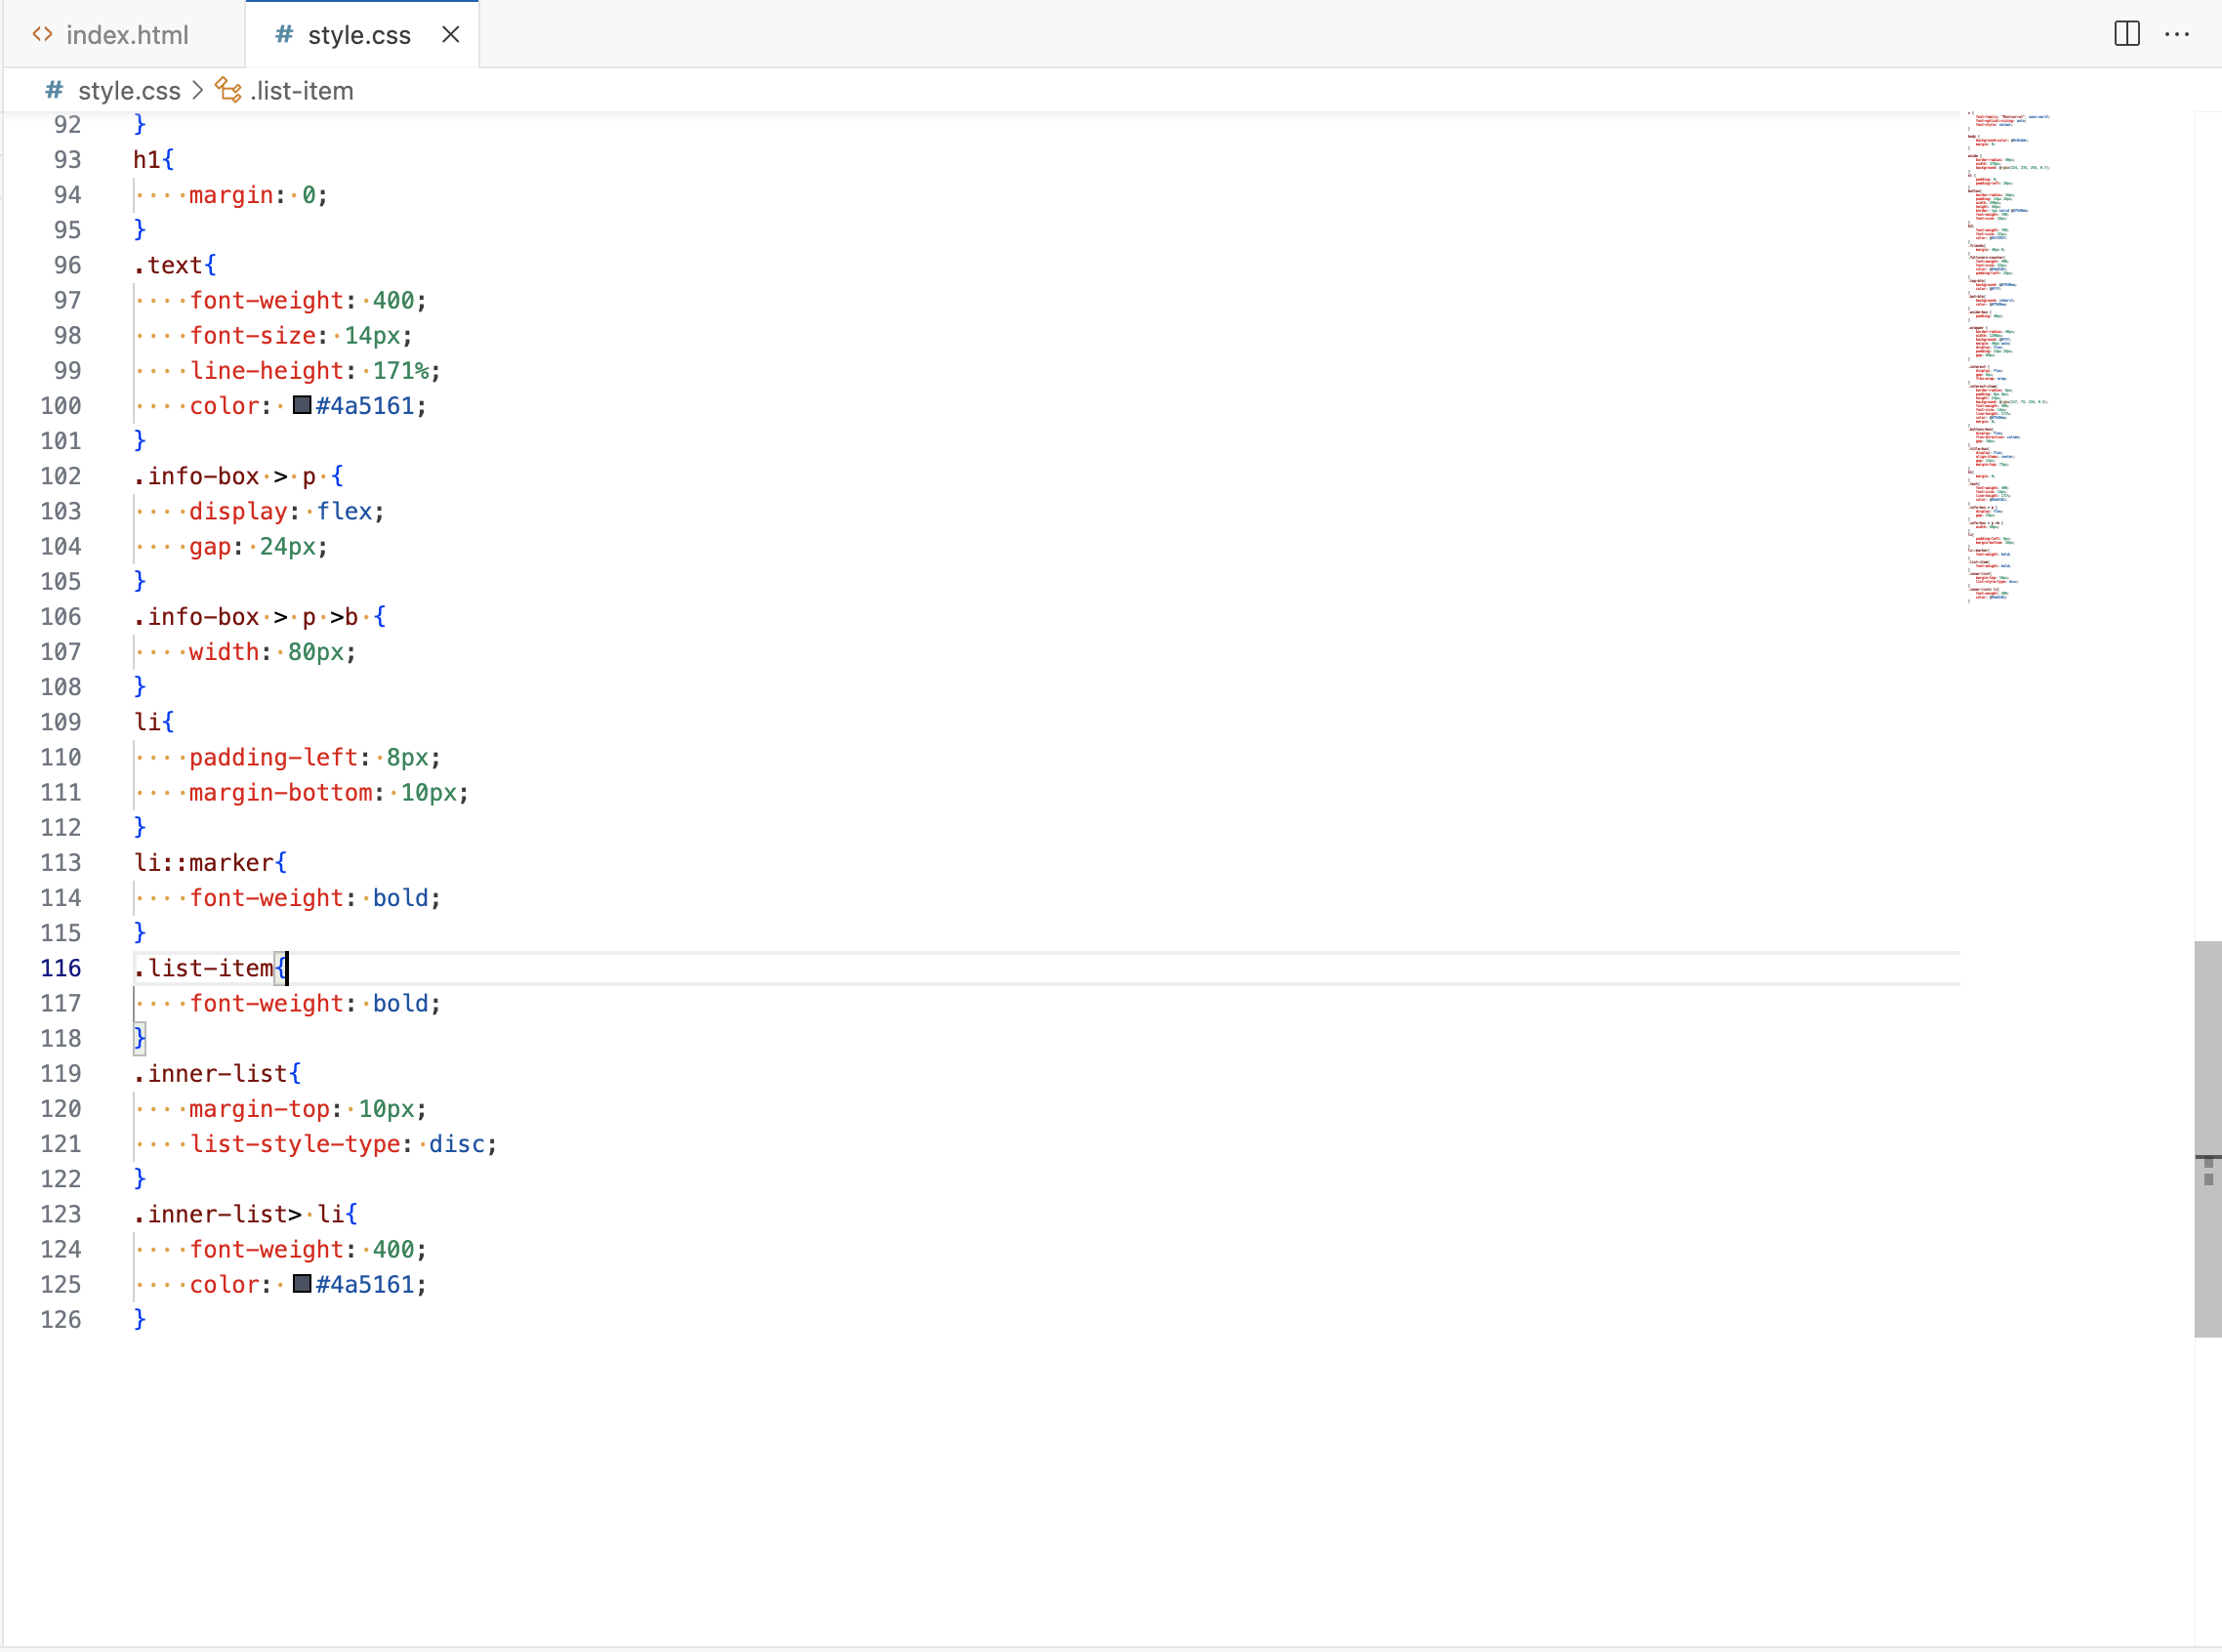 index.html
style.css
style.css > .list-item
92 }
93 h1{
94 margin: 0;
95 }
96 .text{
97 font-weight: 400;
98 font-size: 14px;
99 line-height: 171%;
100 color: #4a5161;
101 }
102 .info-box > p {
103 display: flex;
104 gap: 24px;
105 }
106 .info-box > p >b {
107 width: 80px;
108 }
109 li{
110 padding-left: 8px;
111 margin-bottom: 10px;
112 }
113 li::marker{
114 font-weight: bold;
115 }
116 .list-item{
117 font-weight: bold;
118 }
119 .inner-list{
120 margin-top: 10px;
121 list-style-type: disc;
122 }
123 .inner-list> li{
124 font-weight: 400;
125 color: #4a5161;
126 }